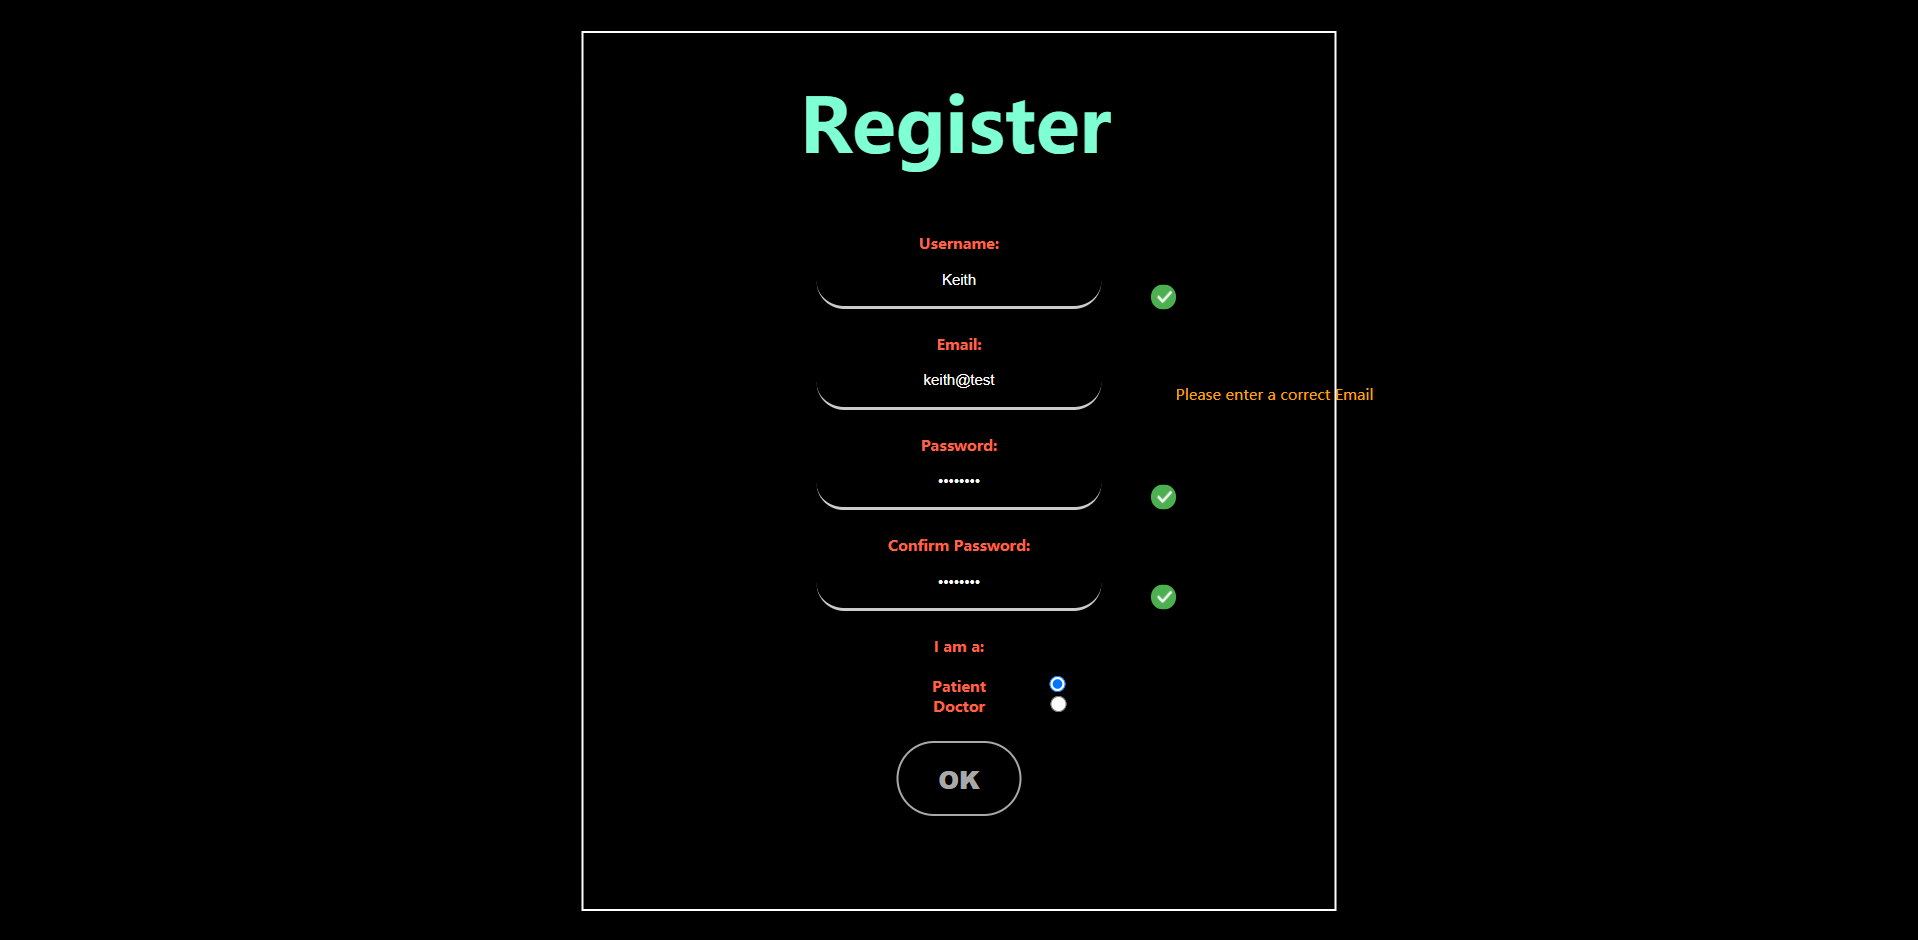 Register
Username:
Keith
Email:
keith@test
Please enter a correct Email
Password:
••••••••
Confirm Password:
••••••••
I am a:
Patient
Doctor
OK